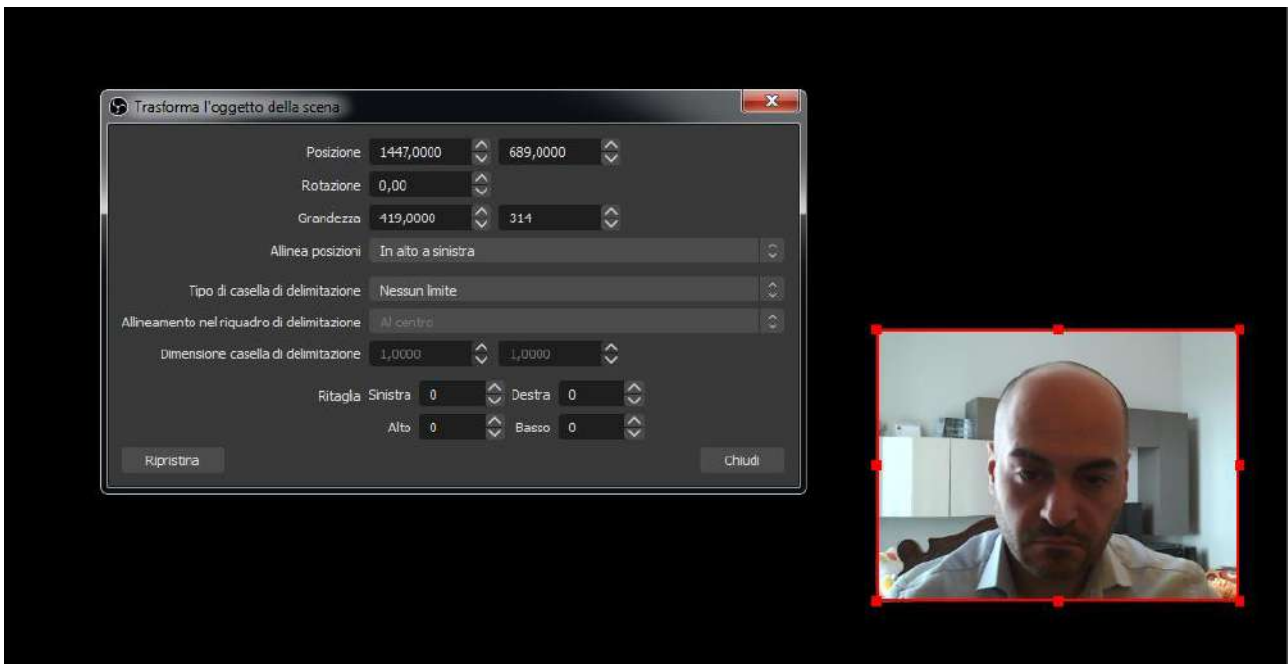 Trasforma l'oggetto della scena
Posizione 1447,0000 689,0000
Rotazione 0,00
Grandezza 419,0000 314
Allinea posizioni In alto a sinistra
Tipo di casella di delimitazione Nessun limite
Allineamento nel riquadro di delimitazione Al centro
Dimensione casella di delimitazione 1,0000 1,0000
Ritaglia Sinistra 0 Destra 0
Alto 0 Basso 0
Ripristina Chiudi